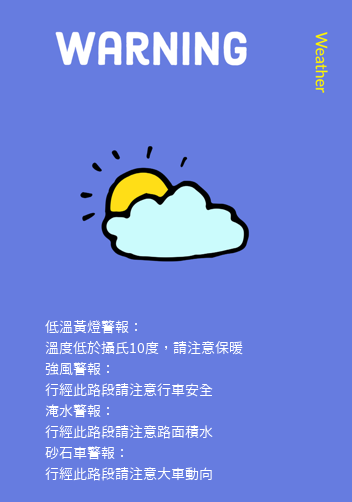 WARNING
Weather
低溫黃燈警報：
溫度低於攝氏10度，請注意保暖
強風警報：
行經此路段請注意行車安全
淹水警報：
行經此路段請注意路面積水
砂石車警報：
行經此路段請注意大車動向